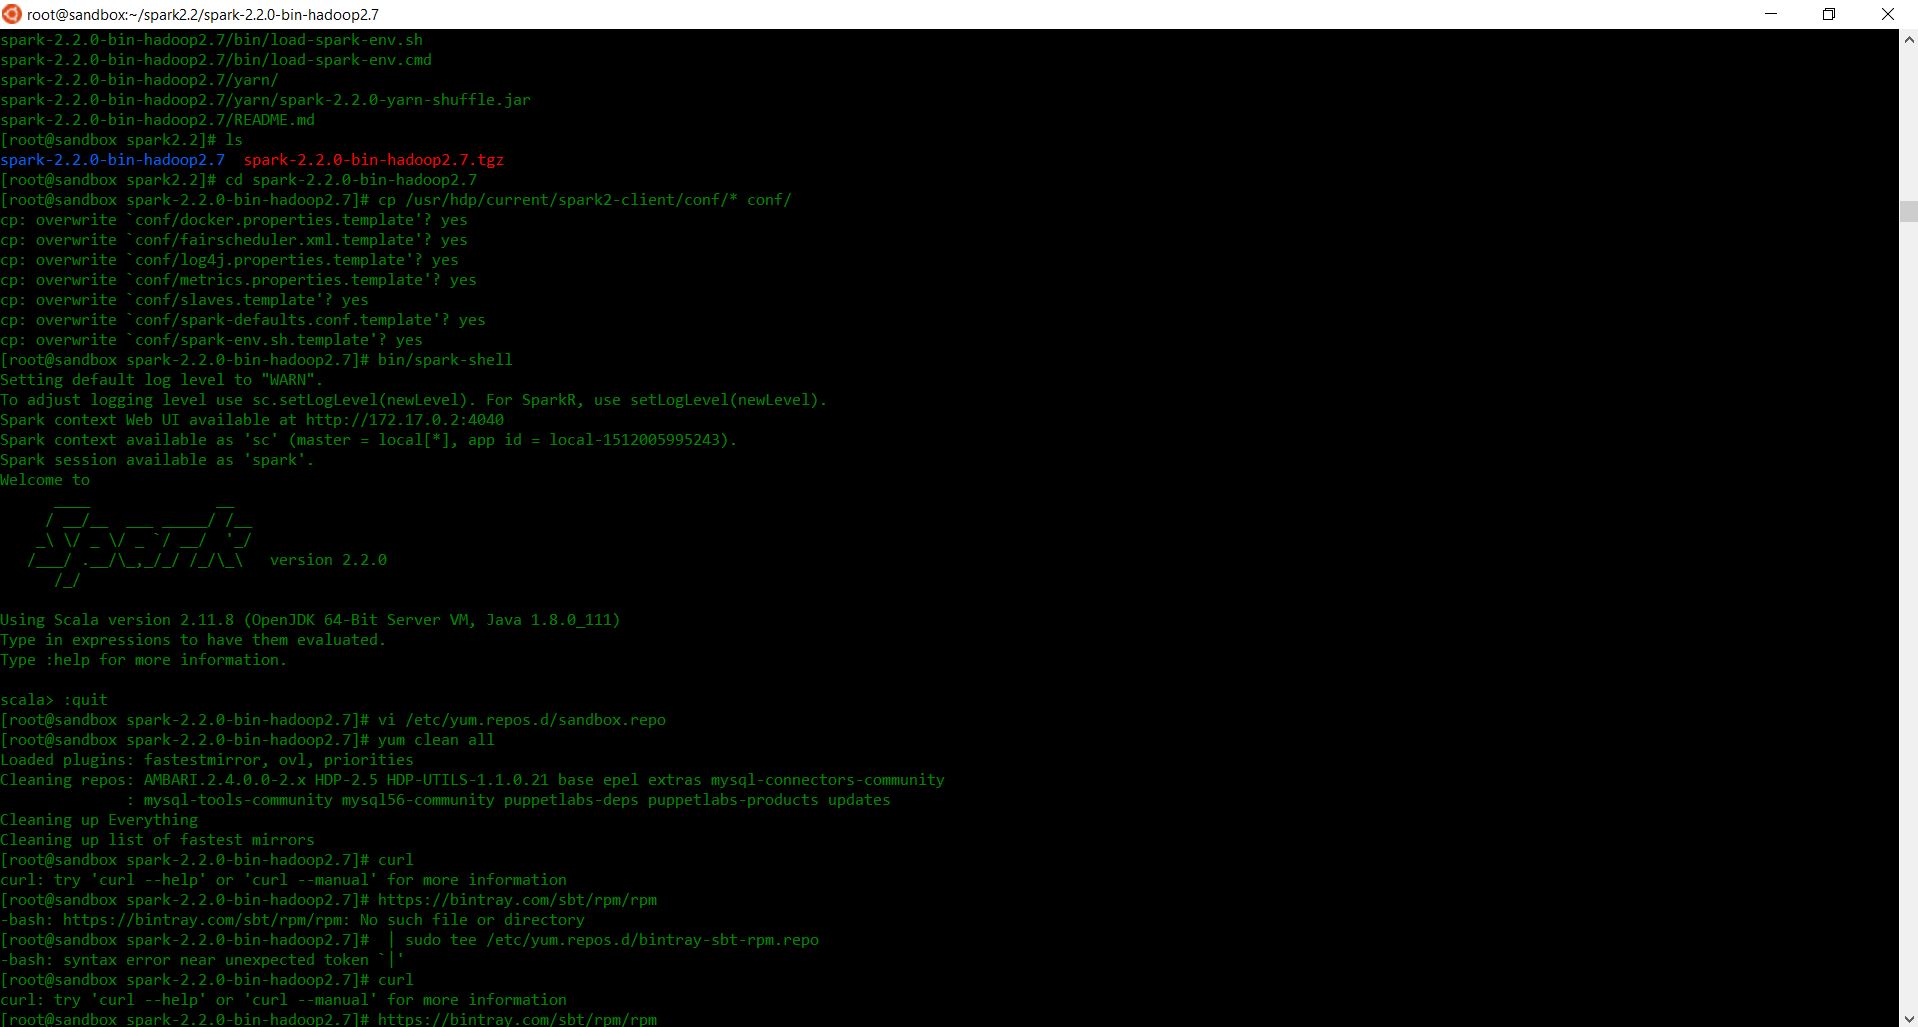 root@sandbox:~/spark2.2/spark-2.2.0-bin-hadoop2.7
spark-2.2.0-bin-hadoop2.7/bin/load-spark-env.sh
spark-2.2.0-bin-hadoop2.7/bin/load-spark-env.cmd
spark-2.2.0-bin-hadoop2.7/yarn/
spark-2.2.0-bin-hadoop2.7/yarn/spark-2.2.0-yarn-shuffle.jar
spark-2.2.0-bin-hadoop2.7/README.md
[root@sandbox spark2.2]# ls
spark-2.2.0-bin-hadoop2.7  spark-2.2.0-bin-hadoop2.7.tgz
[root@sandbox spark2.2]# cd spark-2.2.0-bin-hadoop2.7
[root@sandbox spark-2.2.0-bin-hadoop2.7]# cp /usr/hdp/current/spark2-client/conf/* conf/
cp: overwrite `conf/docker.properties.template'? yes
cp: overwrite `conf/fairscheduler.xml.template'? yes
cp: overwrite `conf/log4j.properties.template'? yes
cp: overwrite `conf/metrics.properties.template'? yes
cp: overwrite `conf/slaves.template'? yes
cp: overwrite `conf/spark-defaults.conf.template'? yes
cp: overwrite `conf/spark-env.sh.template'? yes
[root@sandbox spark-2.2.0-bin-hadoop2.7]# bin/spark-shell
Setting default log level to "WARN".
To adjust logging level use sc.setLogLevel(newLevel). For SparkR, use setLogLevel(newLevel).
Spark context Web UI available at http://172.17.0.2:4040
Spark context available as 'sc' (master = local[*], app id = local-1512005995243).
Spark session available as 'spark'.
Welcome to
      ____              __
     / __/__  ___ _____/ /__
    _\ \/ _ \/ _ `/ __/  '_/
   /___/ .__/\_,_/_/ /_/\_\   version 2.2.0
      /_/
Using Scala version 2.11.8 (OpenJDK 64-Bit Server VM, Java 1.8.0_111)
Type in expressions to have them evaluated.
Type :help for more information.
scala> :quit
[root@sandbox spark-2.2.0-bin-hadoop2.7]# vi /etc/yum.repos.d/sandbox.repo
[root@sandbox spark-2.2.0-bin-hadoop2.7]# yum clean all
Loaded plugins: fastestmirror, ovl, priorities
Cleaning repos: AMBARI.2.4.0.0-2.x HDP-2.5 HDP-UTILS-1.1.0.21 base epel extras mysql-connectors-community
              : mysql-tools-community mysql56-community puppetlabs-deps puppetlabs-products updates
Cleaning up Everything
Cleaning up list of fastest mirrors
[root@sandbox spark-2.2.0-bin-hadoop2.7]# curl
curl: try 'curl --help' or 'curl --manual' for more information
[root@sandbox spark-2.2.0-bin-hadoop2.7]# https://bintray.com/sbt/rpm/rpm
-bash: https://bintray.com/sbt/rpm/rpm: No such file or directory
[root@sandbox spark-2.2.0-bin-hadoop2.7]#  | sudo tee /etc/yum.repos.d/bintray-sbt-rpm.repo
-bash: syntax error near unexpected token `|'
[root@sandbox spark-2.2.0-bin-hadoop2.7]# curl
curl: try 'curl --help' or 'curl --manual' for more information
[root@sandbox spark-2.2.0-bin-hadoop2.7]# https://bintray.com/sbt/rpm/rpm